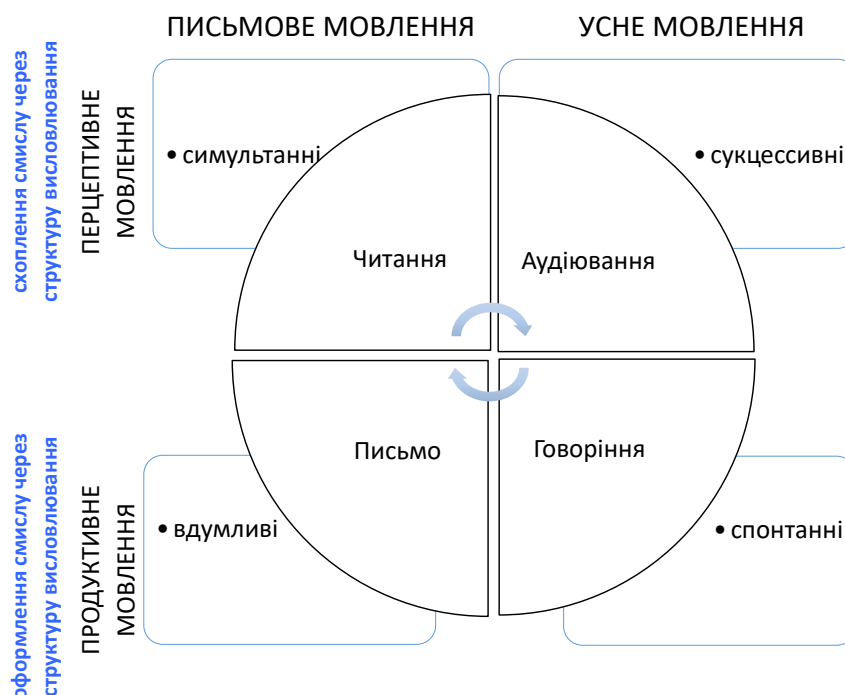 ПИСЬМОВЕ МОВЛЕННЯ
УСНЕ МОВЛЕННЯ
схоплення смислу через
структуру висловлювання
ПЕРЦЕПТИВНЕ
МОВЛЕННЯ
• симультанні
• сукцессивні
Читання
Аудіювання
оформлення смислу через
структуру висловлювання
ПРОДУКТИВНЕ
МОВЛЕННЯ
Письмо
Говоріння
• вдумливі
• спонтанні